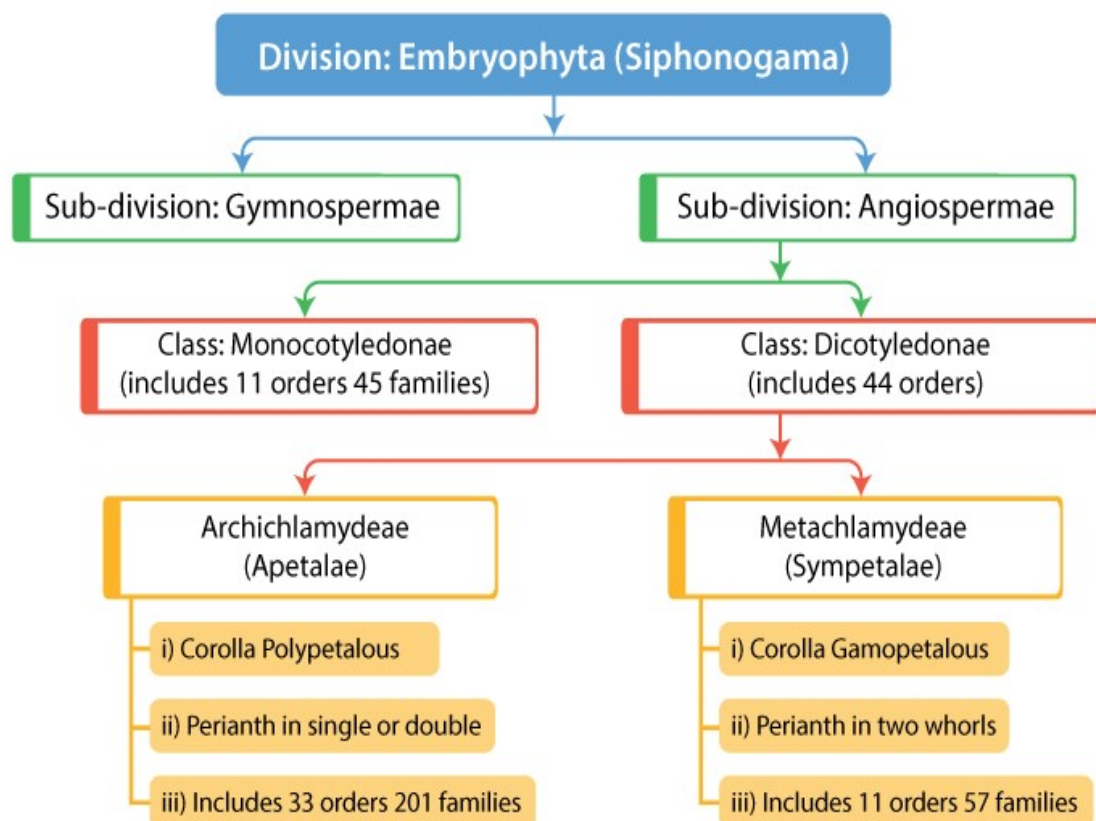 Division: Embryophyta (Siphonogama)
Sub-division: Gymnospermae
Sub-division: Angiospermae
Class: Monocotyledonae
(includes 11 orders 45 families)
Class: Dicotyledonae
(includes 44 orders)
Archichlamydeae
(Apetalae)
i) Corolla Polypetalous
ii) Perianth in single or double
iii) Includes 33 orders 201 families
Metachlamydeae
(Sympetalae)
i) Corolla Gamopetalous
ii) Perianth in two whorls
iii) Includes 11 orders 57 families